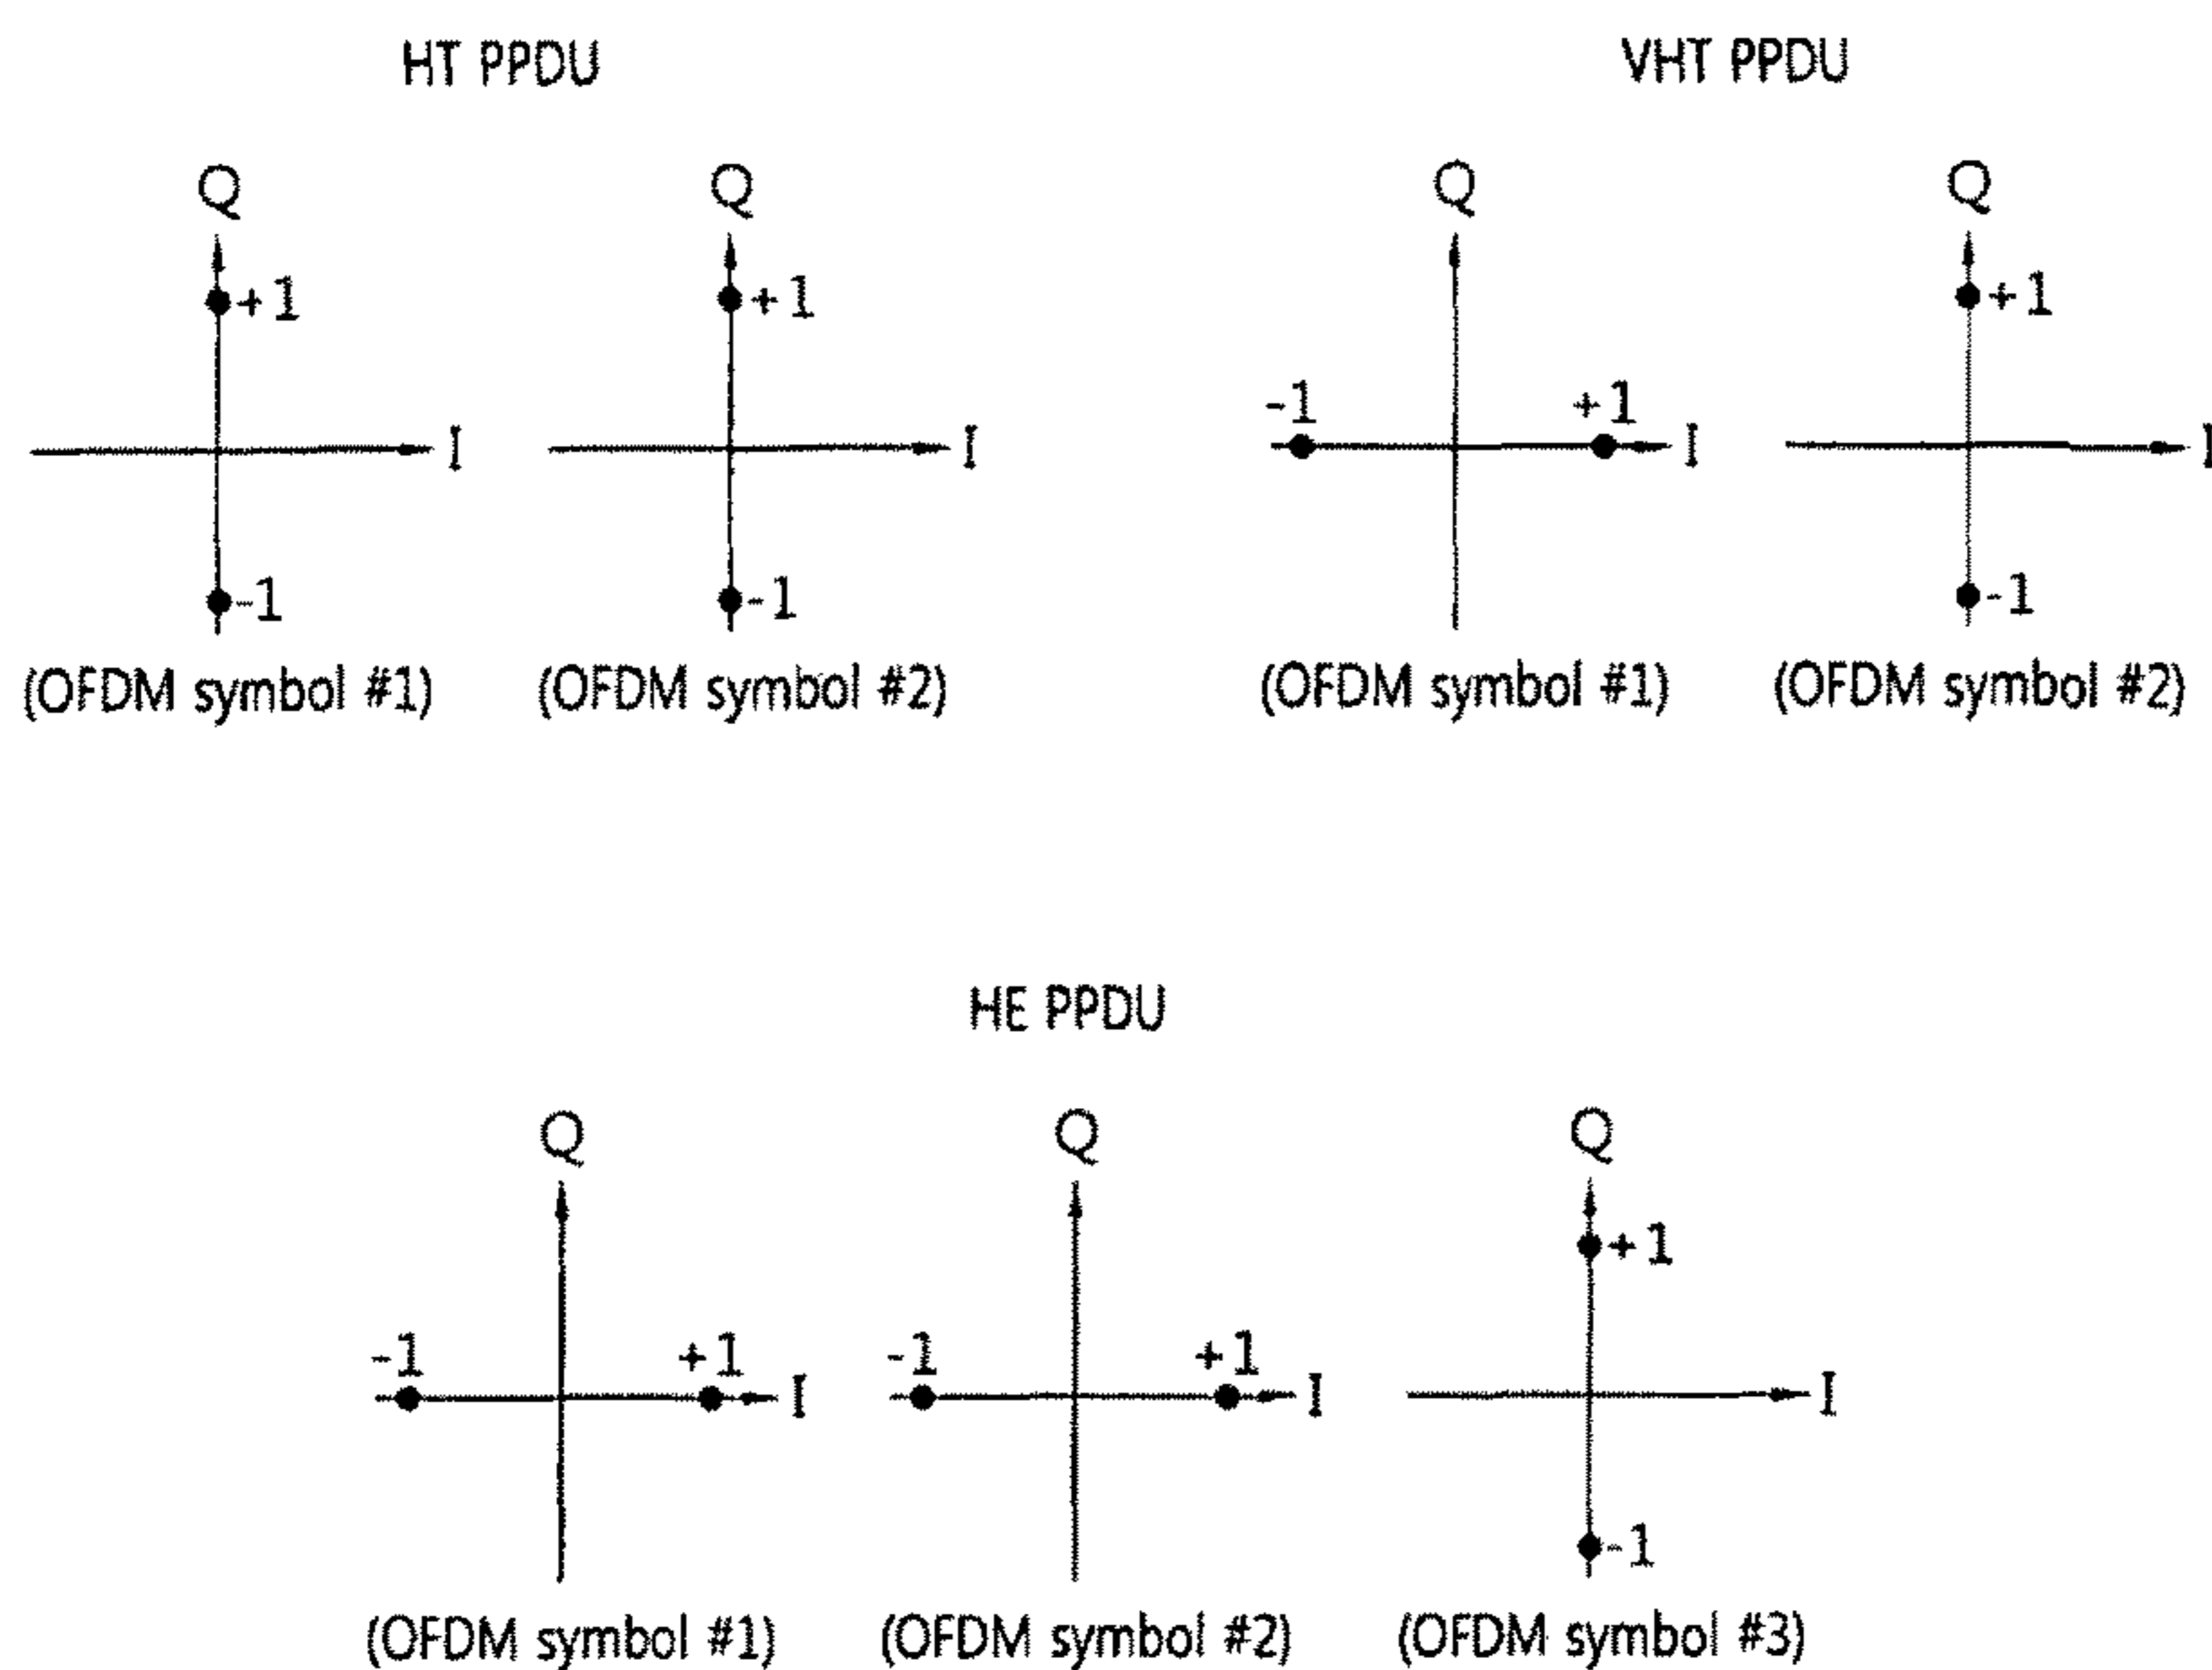 HT PPDU
Q
+1
I
-1
(OFDM symbol #1)
Q
+1
I
-1
(OFDM symbol #2)
VHT PPDU
Q
-1
+1
I
(OFDM symbol #1)
Q
+1
I
-1
(OFDM symbol #2)
HE PPDU
Q
-1
+1
I
(OFDM symbol #1)
Q
-1
+1
I
(OFDM symbol #2)
Q
+1
I
-1
(OFDM symbol #3)